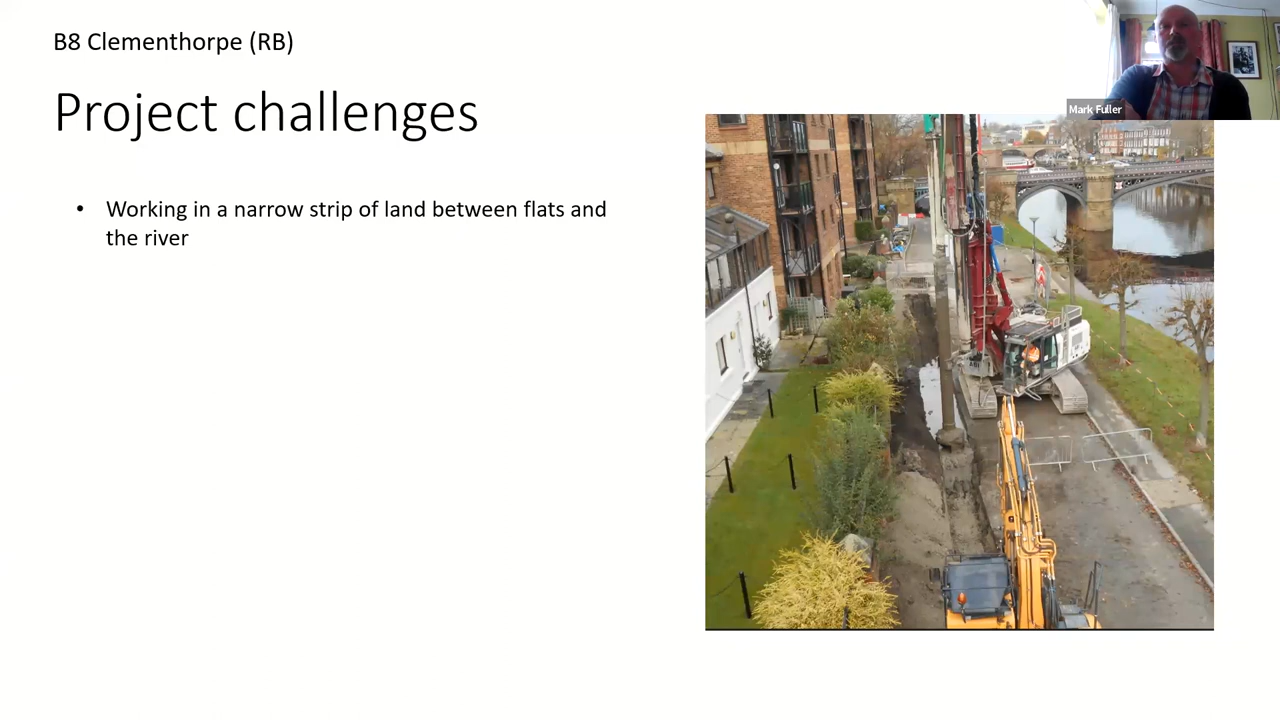 B8 Clementhorpe (RB)
Project challenges
Mark Fuller
• Working in a narrow strip of land between flats and
the river